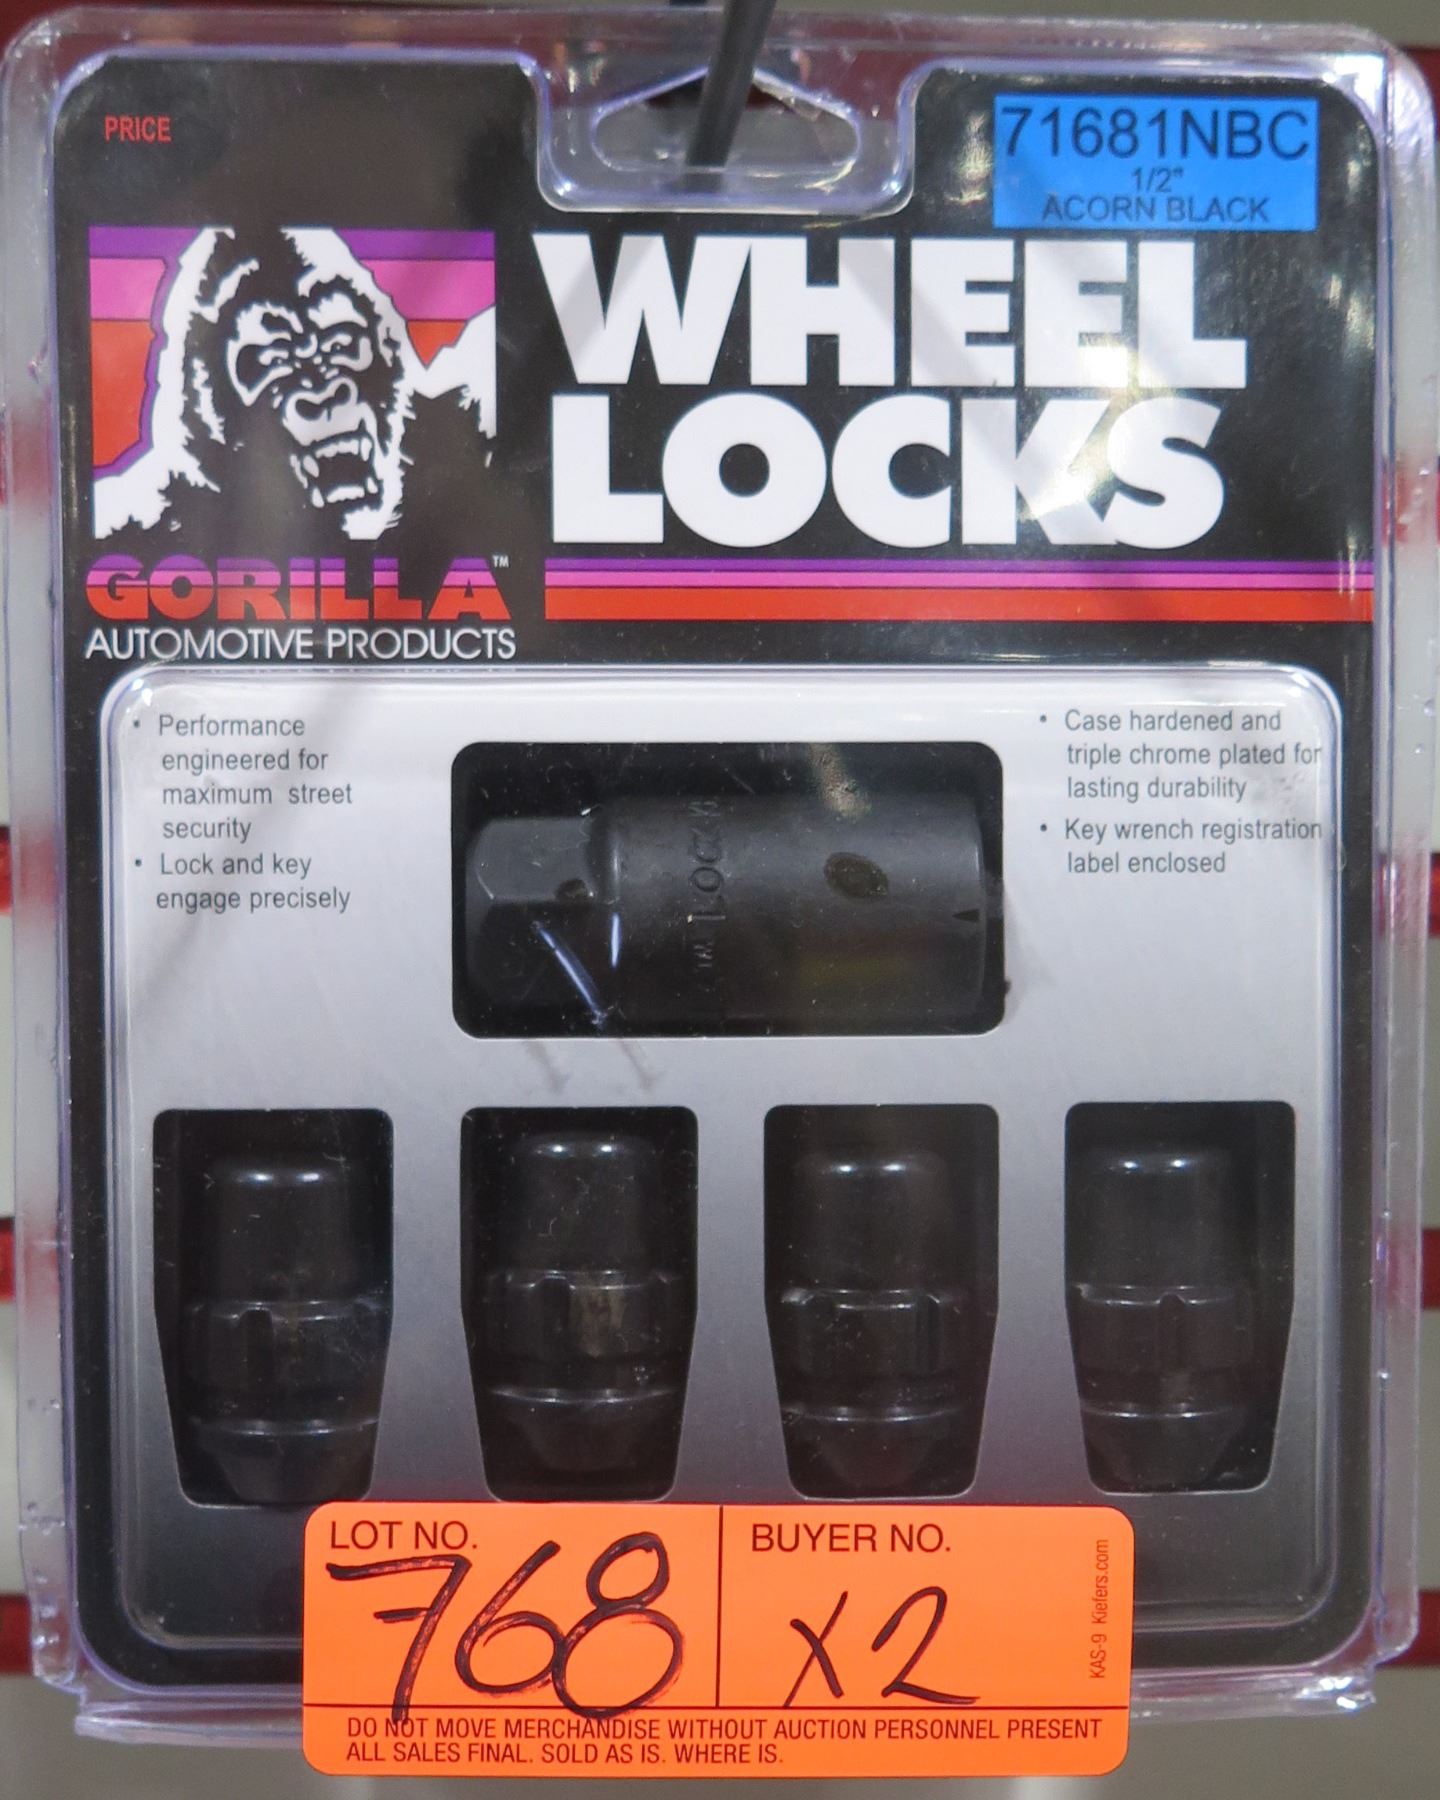 PRICE
71681NBC
1/2"
ACORN BLACK
WHEEL
LOCKS
GORILLA™
AUTOMOTIVE PRODUCTS
• Performance
engineered for
maximum street
security
• Lock and key
engage precisely
• Case hardened and
triple chrome plated for
lasting durability
• Key wrench registration
label enclosed
LOCK
LOT NO.
768
BUYER NO.
X2
KAS-9 Kiefers.com
DO NOT MOVE MERCHANDISE WITHOUT AUCTION PERSONNEL PRESENT
ALL SALES FINAL. SOLD AS IS. WHERE IS.